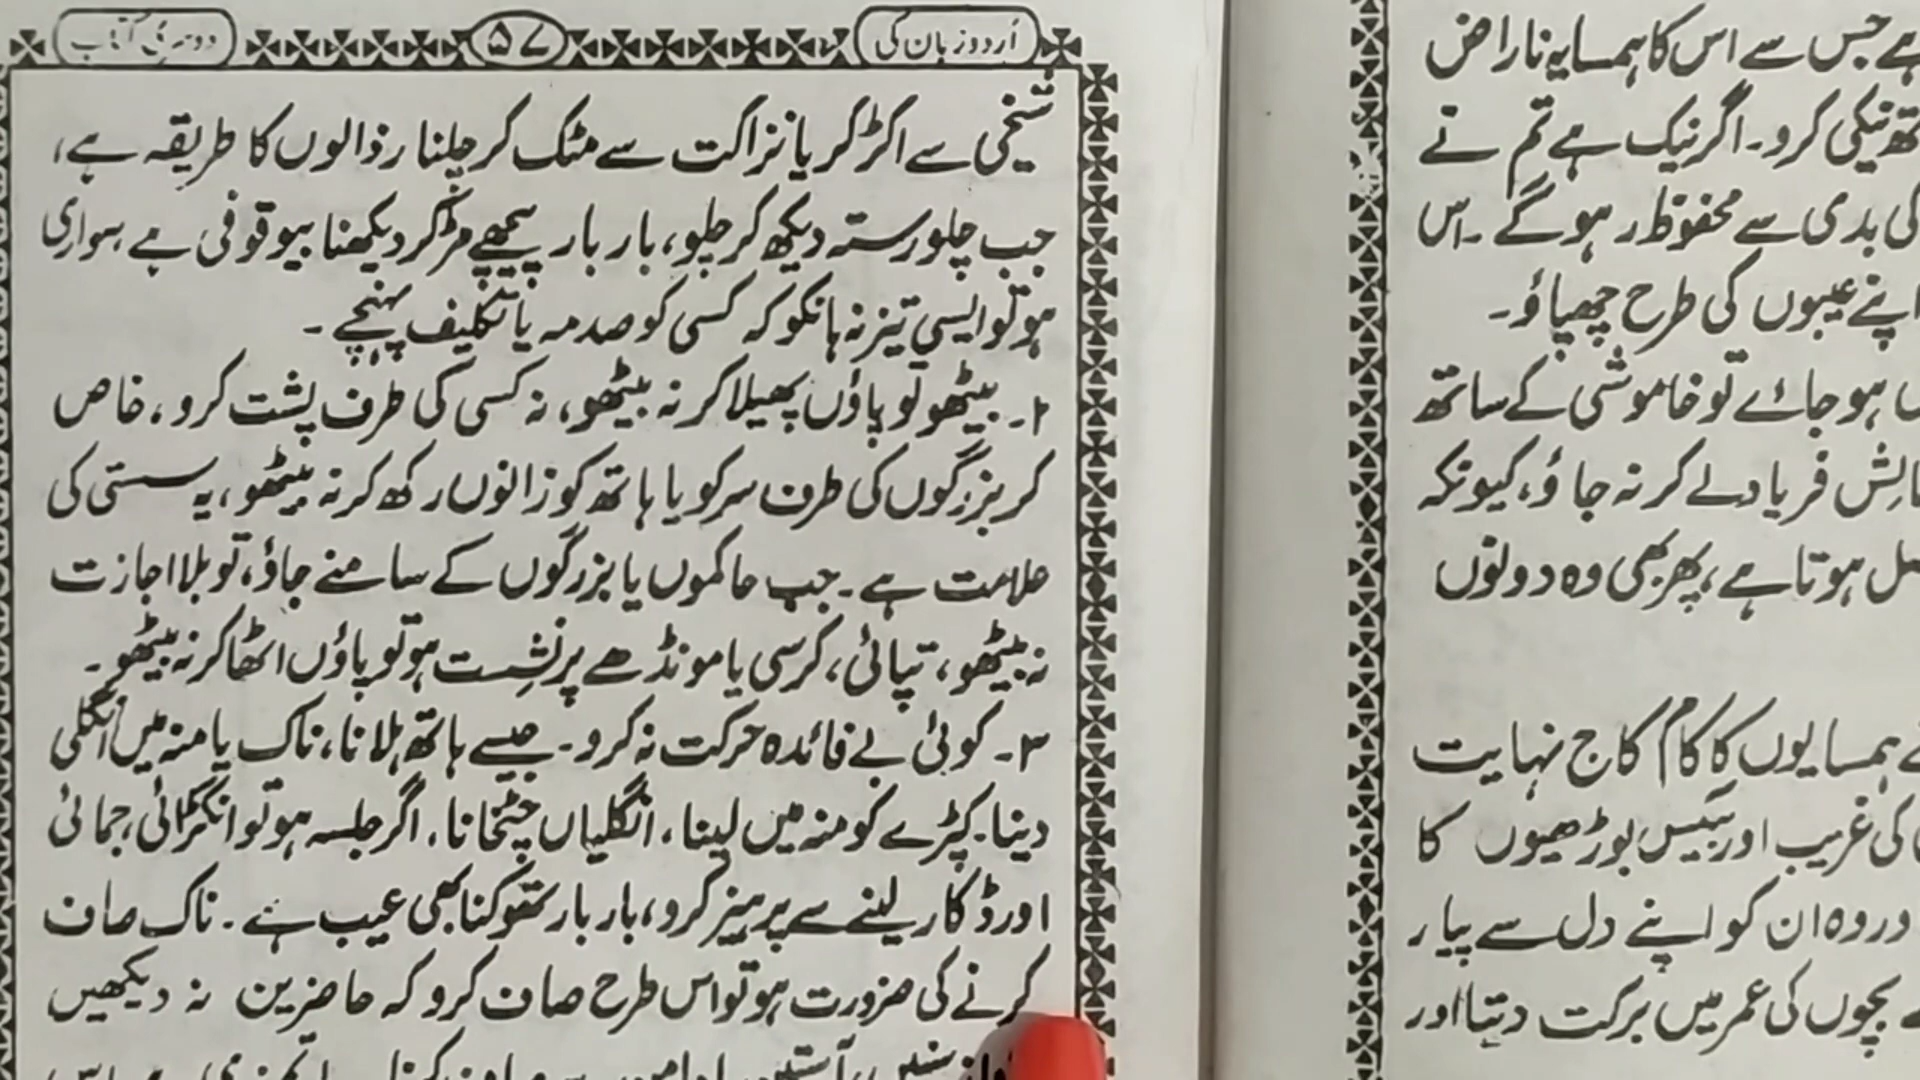 اُردو زبان کی
۵۷
دوسری کتاب
شیخی سے اکڑ کر یا نزاکت سے مٹک کر چلنا رذالوں کا طریقہ ہے،
جب چلو رستہ دیکھ کر چلو، بار بار پیچھے مڑ کر دیکھنا بیوقوفی ہے سواری
ہو تو ایسی تیز نہ ہانکو کہ کسی کو صدمہ یا تکلیف پہنچے ۔
۲۔ بیٹھو تو پاؤں پھیلا کر نہ بیٹھو، نہ کسی کی طرف پشت کرو، خاص
کر بزرگوں کی طرف سر کو یا ہاتھ کو زانوں رکھ کر نہ بیٹھو، یہ سستی کی
علامت ہے ۔ جب حاکموں یا بزرگوں کے سامنے جاؤ، تو بلا اجازت
نہ بیٹھو، تپائی، کرسی یا مونڈھے پر نشست ہو تو پاؤں اٹھا کر نہ بیٹھو ۔
۳۔ کوئی بے فائدہ حرکت نہ کرو ۔ جیسے ہاتھ ہلانا، ناک یا منہ میں انگلی
دینا، کپڑے کو منہ میں لینا، انگلیاں چٹخانا، اگر جلسہ ہو تو انگڑائی، جمائی
اور ڈکار لینے سے پرہیز کرو، بار بار تھوکنا بھی عیب ہے ۔ ناک صاف
کرنے کی ضرورت ہو تو اس طرح صاف کرو کہ حاضرین نہ دیکھیں
ہے جس سے اس کا ہمسایہ ناراض
تھ نیکی کرو ۔ اگر نیک ہے تم نے
کی بدی سے محفوظ رہو گے ۔ اس
اپنے عیبوں کی طرح چھپاؤ ۔
ہو جائے تو خاموشی کے ساتھ
فریاد لے کر نہ جاؤ، کیونکہ
ہوتا ہے، پھر بھی وہ دونوں
ہمسایوں کا کام کاج نہایت
کی غریب اور بیکس بوڑھیوں کا
اور وہ ان کو اپنے دل سے پیار
بچوں کی عمر میں برکت دیتا اور